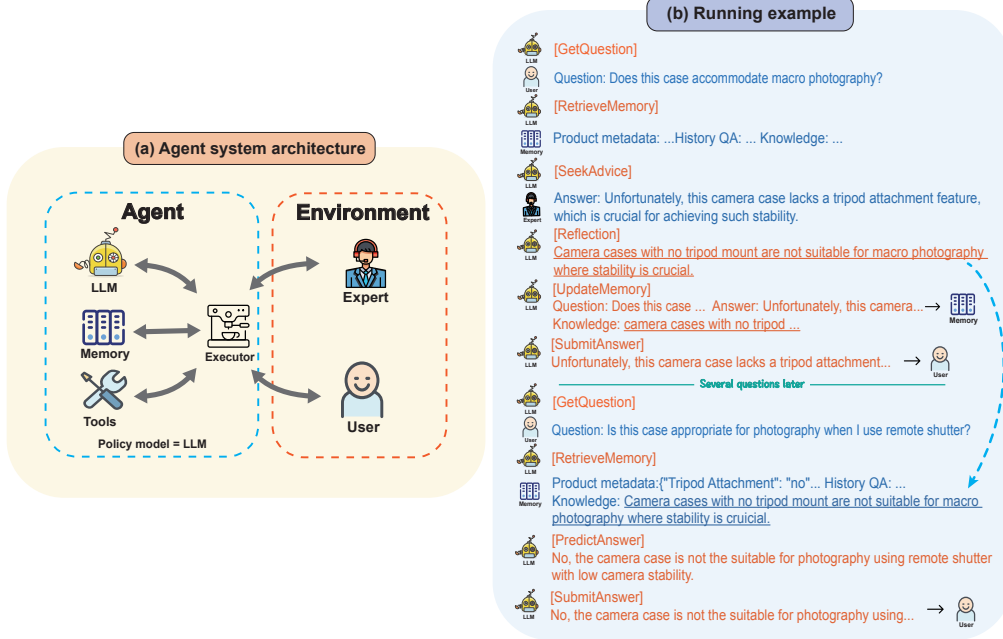 (a) Agent system architecture
Agent
Environment
LLM
Memory
Tools
Executor
Expert
User
Policy model = LLM
(b) Running example
LLM
[GetQuestion]
User
Question: Does this case accommodate macro photography?
LLM
[RetrieveMemory]
Memory
Product metadata: ...History QA: ... Knowledge: ...
LLM
[SeekAdvice]
Expert
Answer: Unfortunately, this camera case lacks a tripod attachment feature,
which is crucial for achieving such stability.
LLM
[Reflection]
Camera cases with no tripod mount are not suitable for macro photography
where stability is crucial.
LLM
[UpdateMemory]
Question: Does this case ... Answer: Unfortunately, this camera...
Memory
Knowledge: camera cases with no tripod ...
LLM
[SubmitAnswer]
Unfortunately, this camera case lacks a tripod attachment...
User
Several questions later
LLM
[GetQuestion]
User
Question: Is this case appropriate for photography when I use remote shutter?
LLM
[RetrieveMemory]
Memory
Product metadata:{"Tripod Attachment": "no"... History QA: ...
Knowledge: Camera cases with no tripod mount are not suitable for macro
photography where stability is cruicial.
LLM
[PredictAnswer]
No, the camera case is not the suitable for photography using remote shutter
with low camera stability.
LLM
[SubmitAnswer]
No, the camera case is not the suitable for photography using...
User